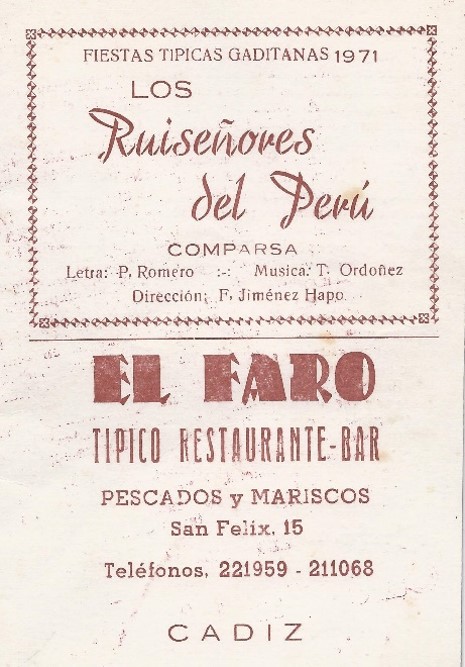 FIESTAS TIPICAS GADITANAS 1971
LOS
Ruiseñores
del Perú
COMPARSA
Letra: P. Romero :-: Musica: T. Ordoñez
Dirección: F. Jiménez Hapo
EL FARO
TIPICO RESTAURANTE-BAR
PESCADOS y MARISCOS
San Felix, 15
Teléfonos, 221959 - 211068
CADIZ